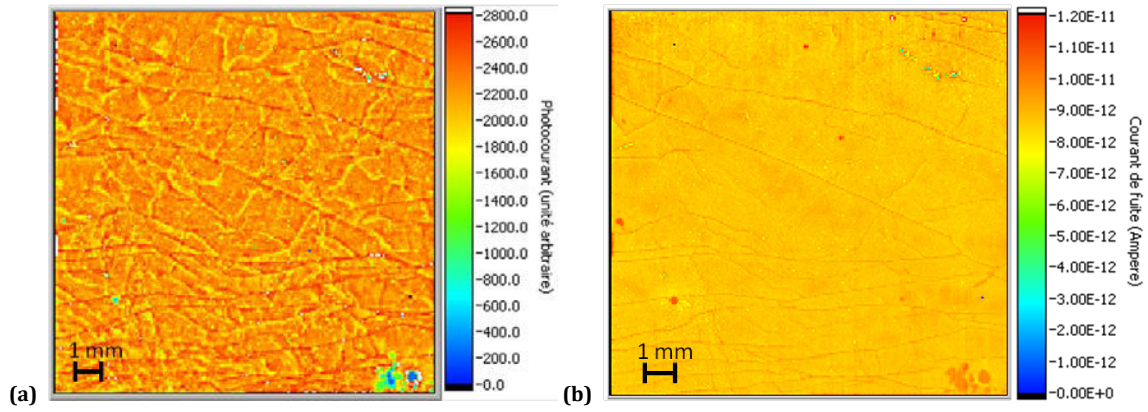 (a)
1 mm
2800.0
2600.0
2400.0
2200.0
2000.0
1800.0
1600.0
1400.0
1200.0
1000.0
800.0
600.0
400.0
200.0
0.0
Photocourant (unité arbitraire)
(b)
1 mm
1.20E-11
1.10E-11
1.00E-11
9.00E-12
8.00E-12
7.00E-12
6.00E-12
5.00E-12
4.00E-12
3.00E-12
2.00E-12
1.00E-12
0.00E+0
Courant de fuite (Ampere)